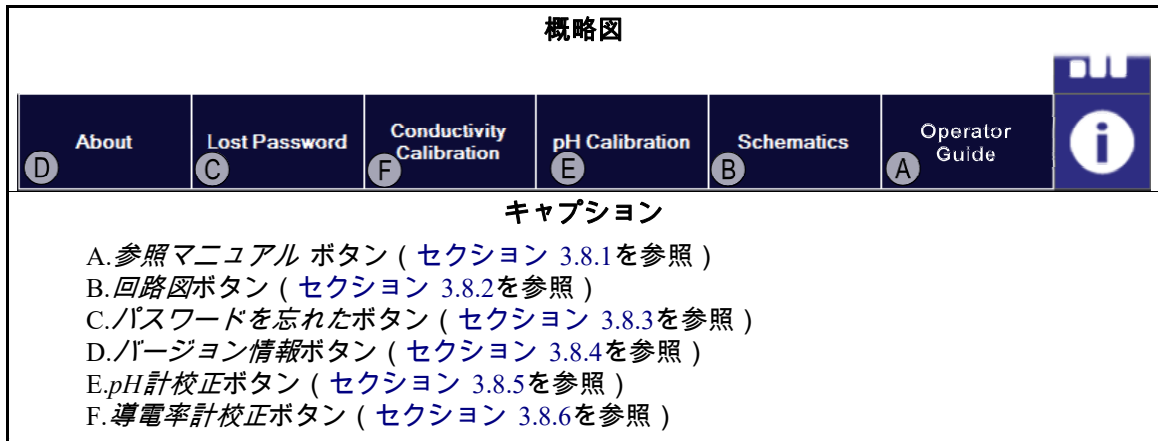 概略図
About
Lost Password
Conductivity
Calibration
pH Calibration
Schematics
Operator
Guide
i
D
C
F
E
B
A
キャプション
A.参照マニュアル ボタン ( セクション 3.8.1を参照 )
B.回路図ボタン ( セクション 3.8.2を参照 )
C.パスワードを忘れたボタン ( セクション 3.8.3を参照 )
D.バージョン情報ボタン ( セクション 3.8.4を参照 )
E.pH計校正ボタン ( セクション 3.8.5を参照 )
F.導電率計校正ボタン ( セクション 3.8.6を参照 )